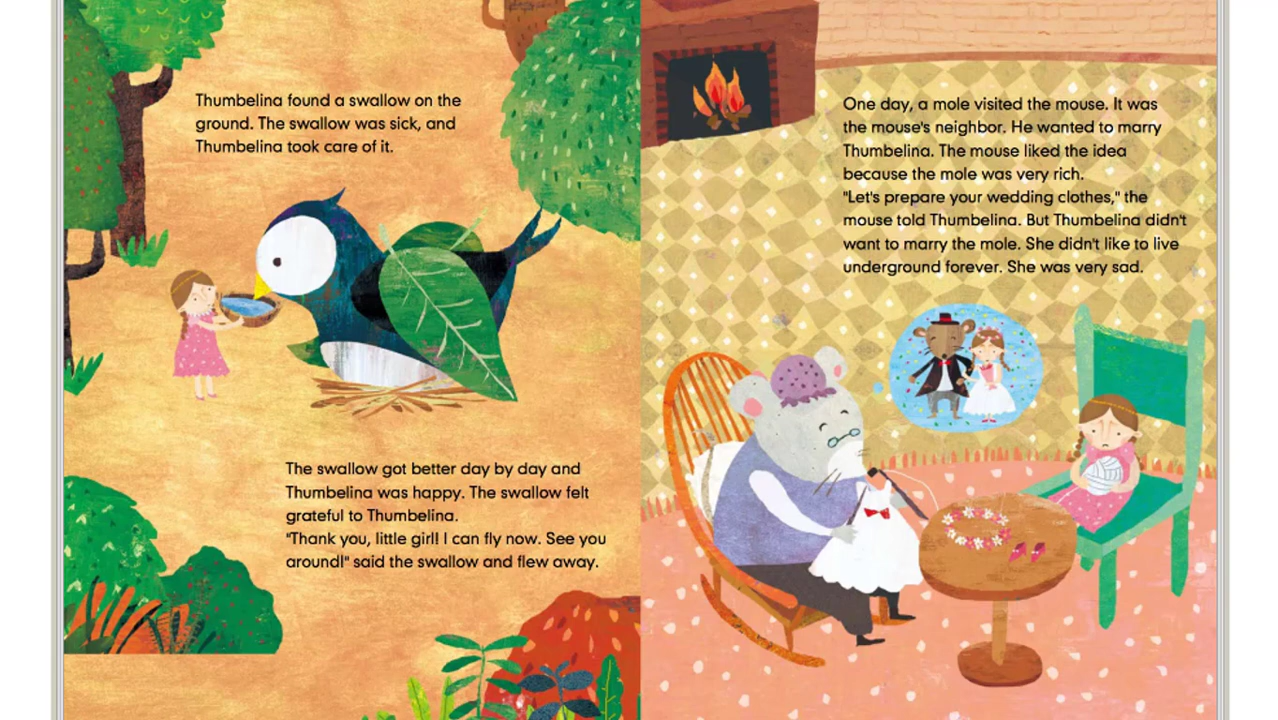 Thumbelina found a swallow on the
ground. The swallow was sick, and
Thumbelina took care of it.
The swallow got better day by day and
Thumbelina was happy. The swallow felt
grateful to Thumbelina.
"Thank you, little girl! I can fly now. See you
around!" said the swallow and flew away.
One day, a mole visited the mouse. It was
the mouse's neighbor. He wanted to marry
Thumbelina. The mouse liked the idea
because the mole was very rich.
"Let's prepare your wedding clothes," the
mouse told Thumbelina. But Thumbelina didn't
want to marry the mole. She didn't like to live
underground forever. She was very sad.